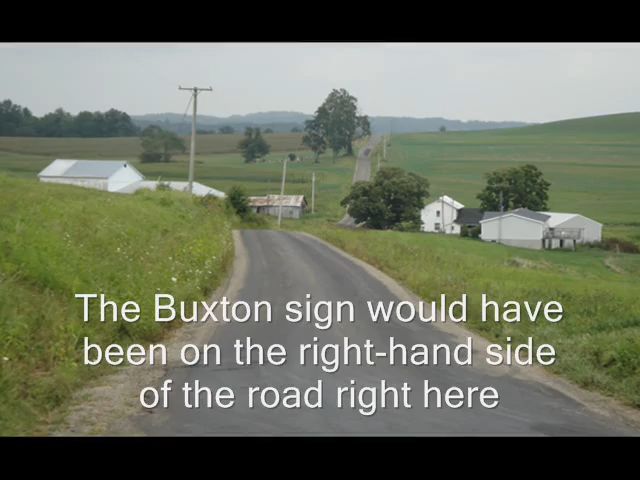 The Buxton sign would have
been on the right-hand side
of the road right here